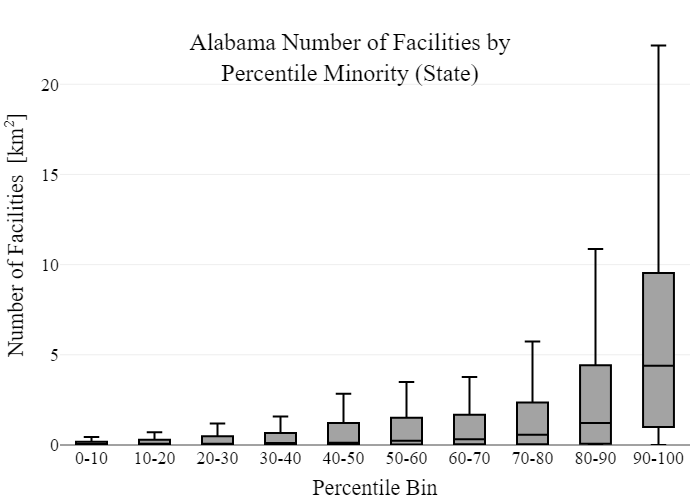 Alabama Number of Facilities by
Percentile Minority (State)
Number of Facilities [km²]
20
15
10
5
0
0-10 10-20 20-30 30-40 40-50 50-60 60-70 70-80 80-90 90-100
Percentile Bin